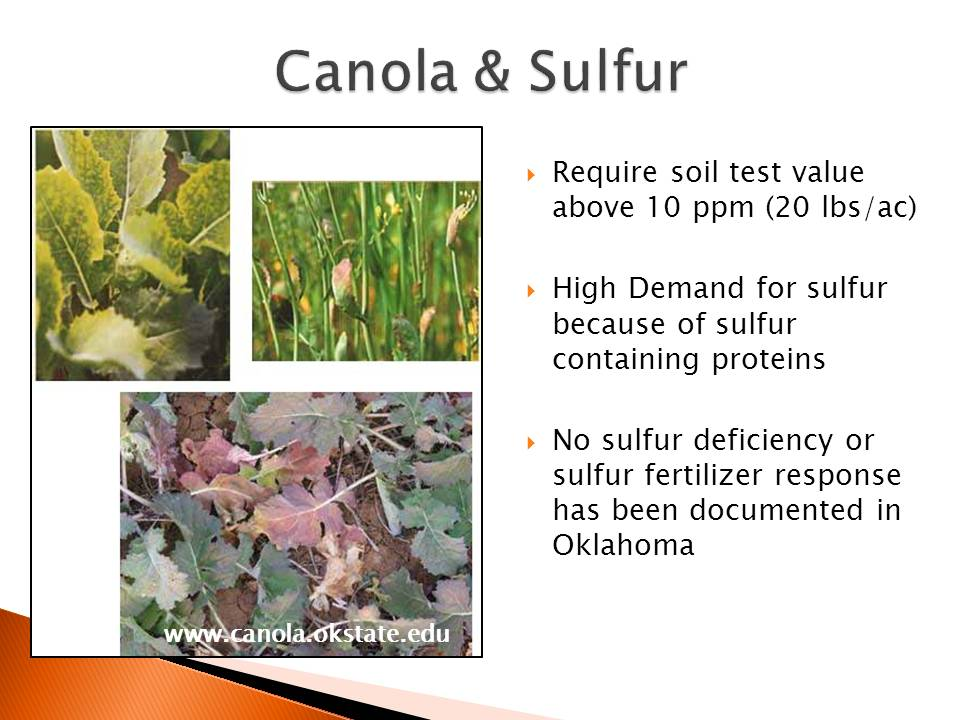 Canola & Sulfur
Require soil test value
above 10 ppm (20 lbs/ac)
High Demand for sulfur
because of sulfur
containing proteins
No sulfur deficiency or
sulfur fertilizer response
has been documented in
Oklahoma
www.canola.okstate.edu